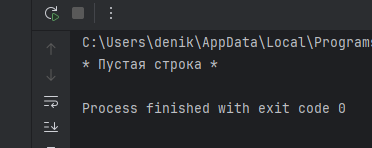 C:\Users\denik\AppData\Local\Programs
* Пустая строка *
Process finished with exit code 0